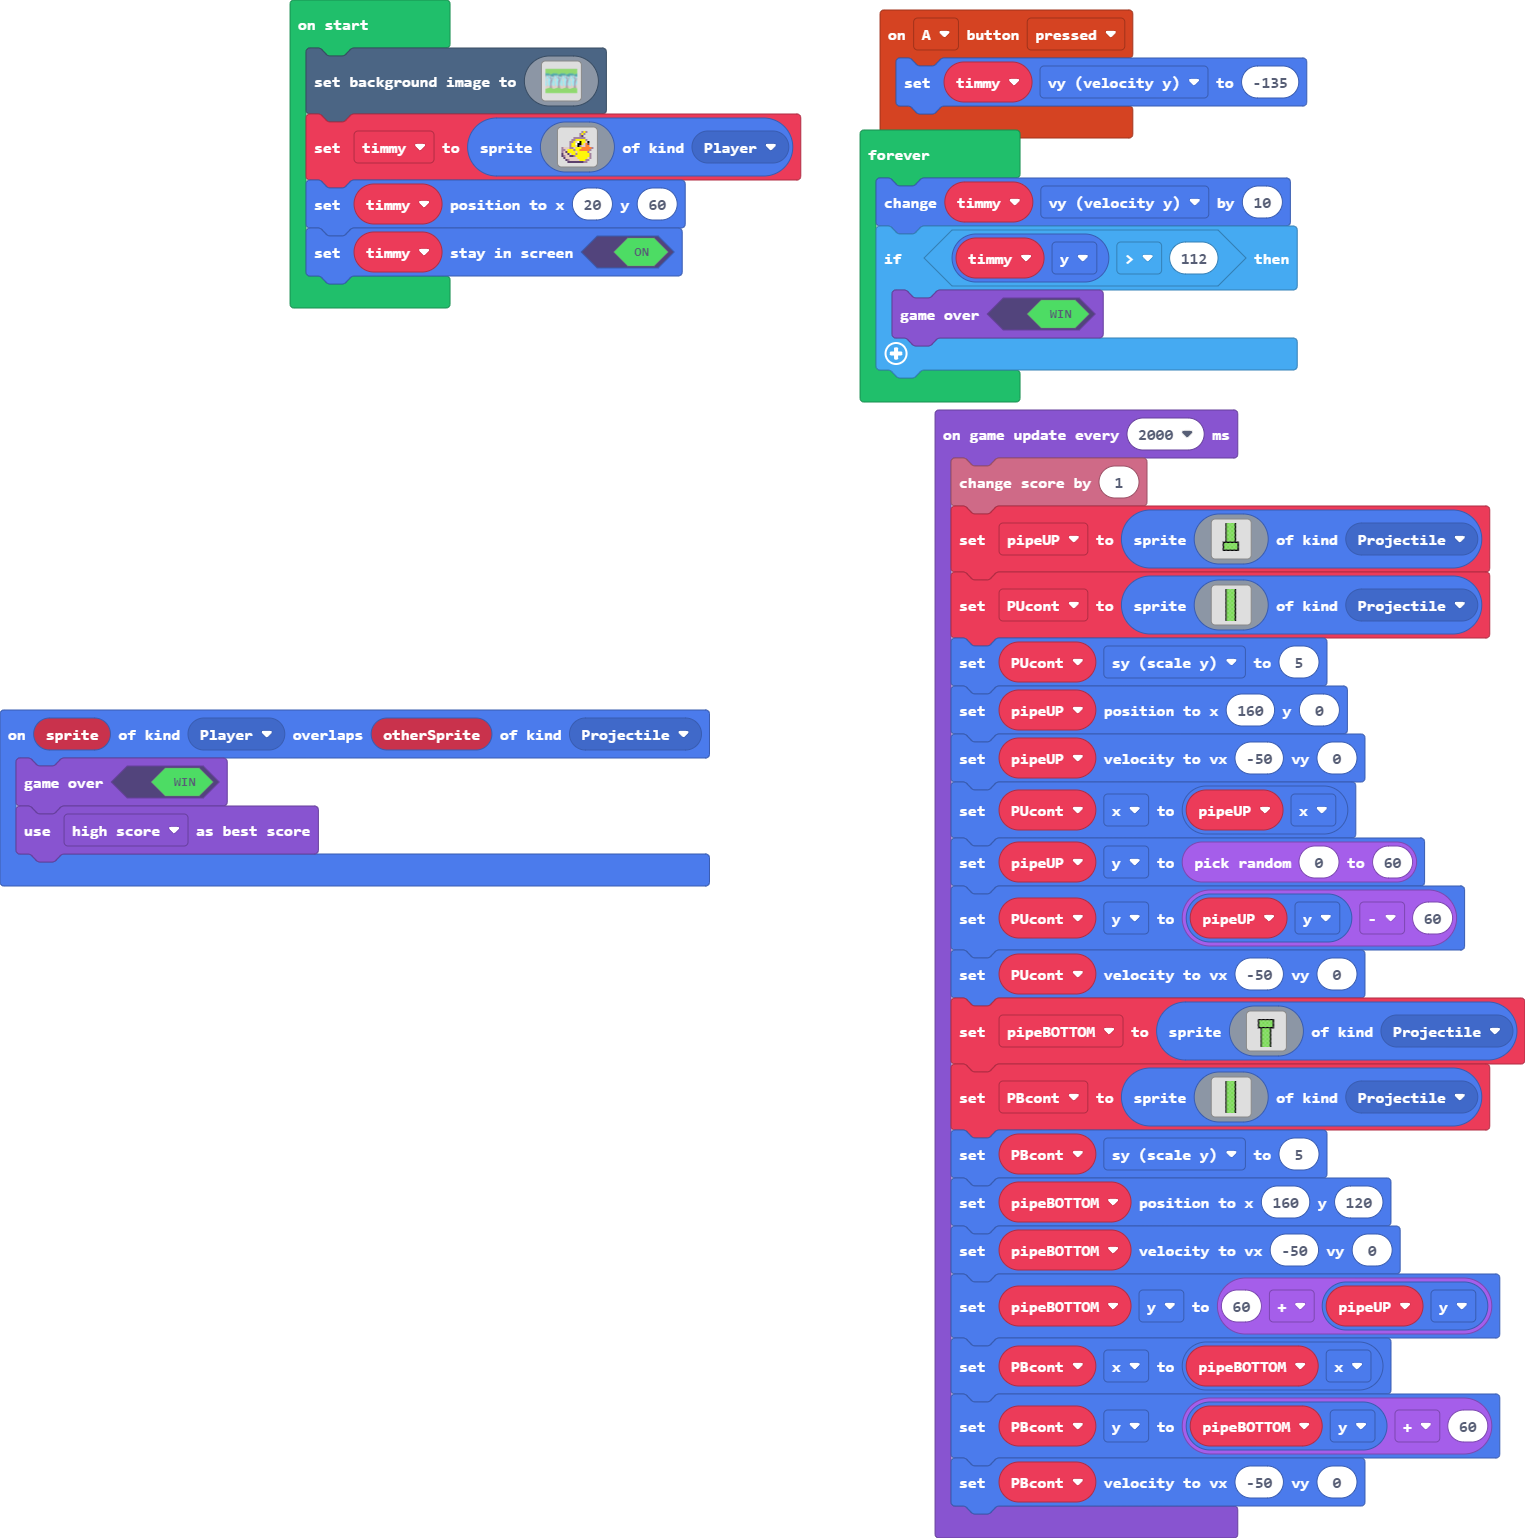 on start
set background image to
set timmy to sprite of kind Player
set timmy position to x 20 y 60
set timmy stay in screen ON
on A button pressed
set timmy vy (velocity y) to -135
forever
change timmy vy (velocity y) by 10
if timmy y > 112 then
game over WIN
on game update every 2000 ms
change score by 1
set pipeUP to sprite of kind Projectile
set PUcont to sprite of kind Projectile
set PUcont sy (scale y) to 5
set pipeUP position to x 160 y 0
set pipeUP velocity to vx -50 vy 0
set PUcont x to pipeUP x
set pipeUP y to pick random 0 to 60
set PUcont y to pipeUP y - 60
set PUcont velocity to vx -50 vy 0
set pipeBOTTOM to sprite of kind Projectile
set PBcont to sprite of kind Projectile
set PBcont sy (scale y) to 5
set pipeBOTTOM position to x 160 y 120
set pipeBOTTOM velocity to vx -50 vy 0
set pipeBOTTOM y to 60 + pipeUP y
set PBcont x to pipeBOTTOM x
set PBcont y to pipeBOTTOM y + 60
set PBcont velocity to vx -50 vy 0
on sprite of kind Player overlaps otherSprite of kind Projectile
game over WIN
use high score as best score